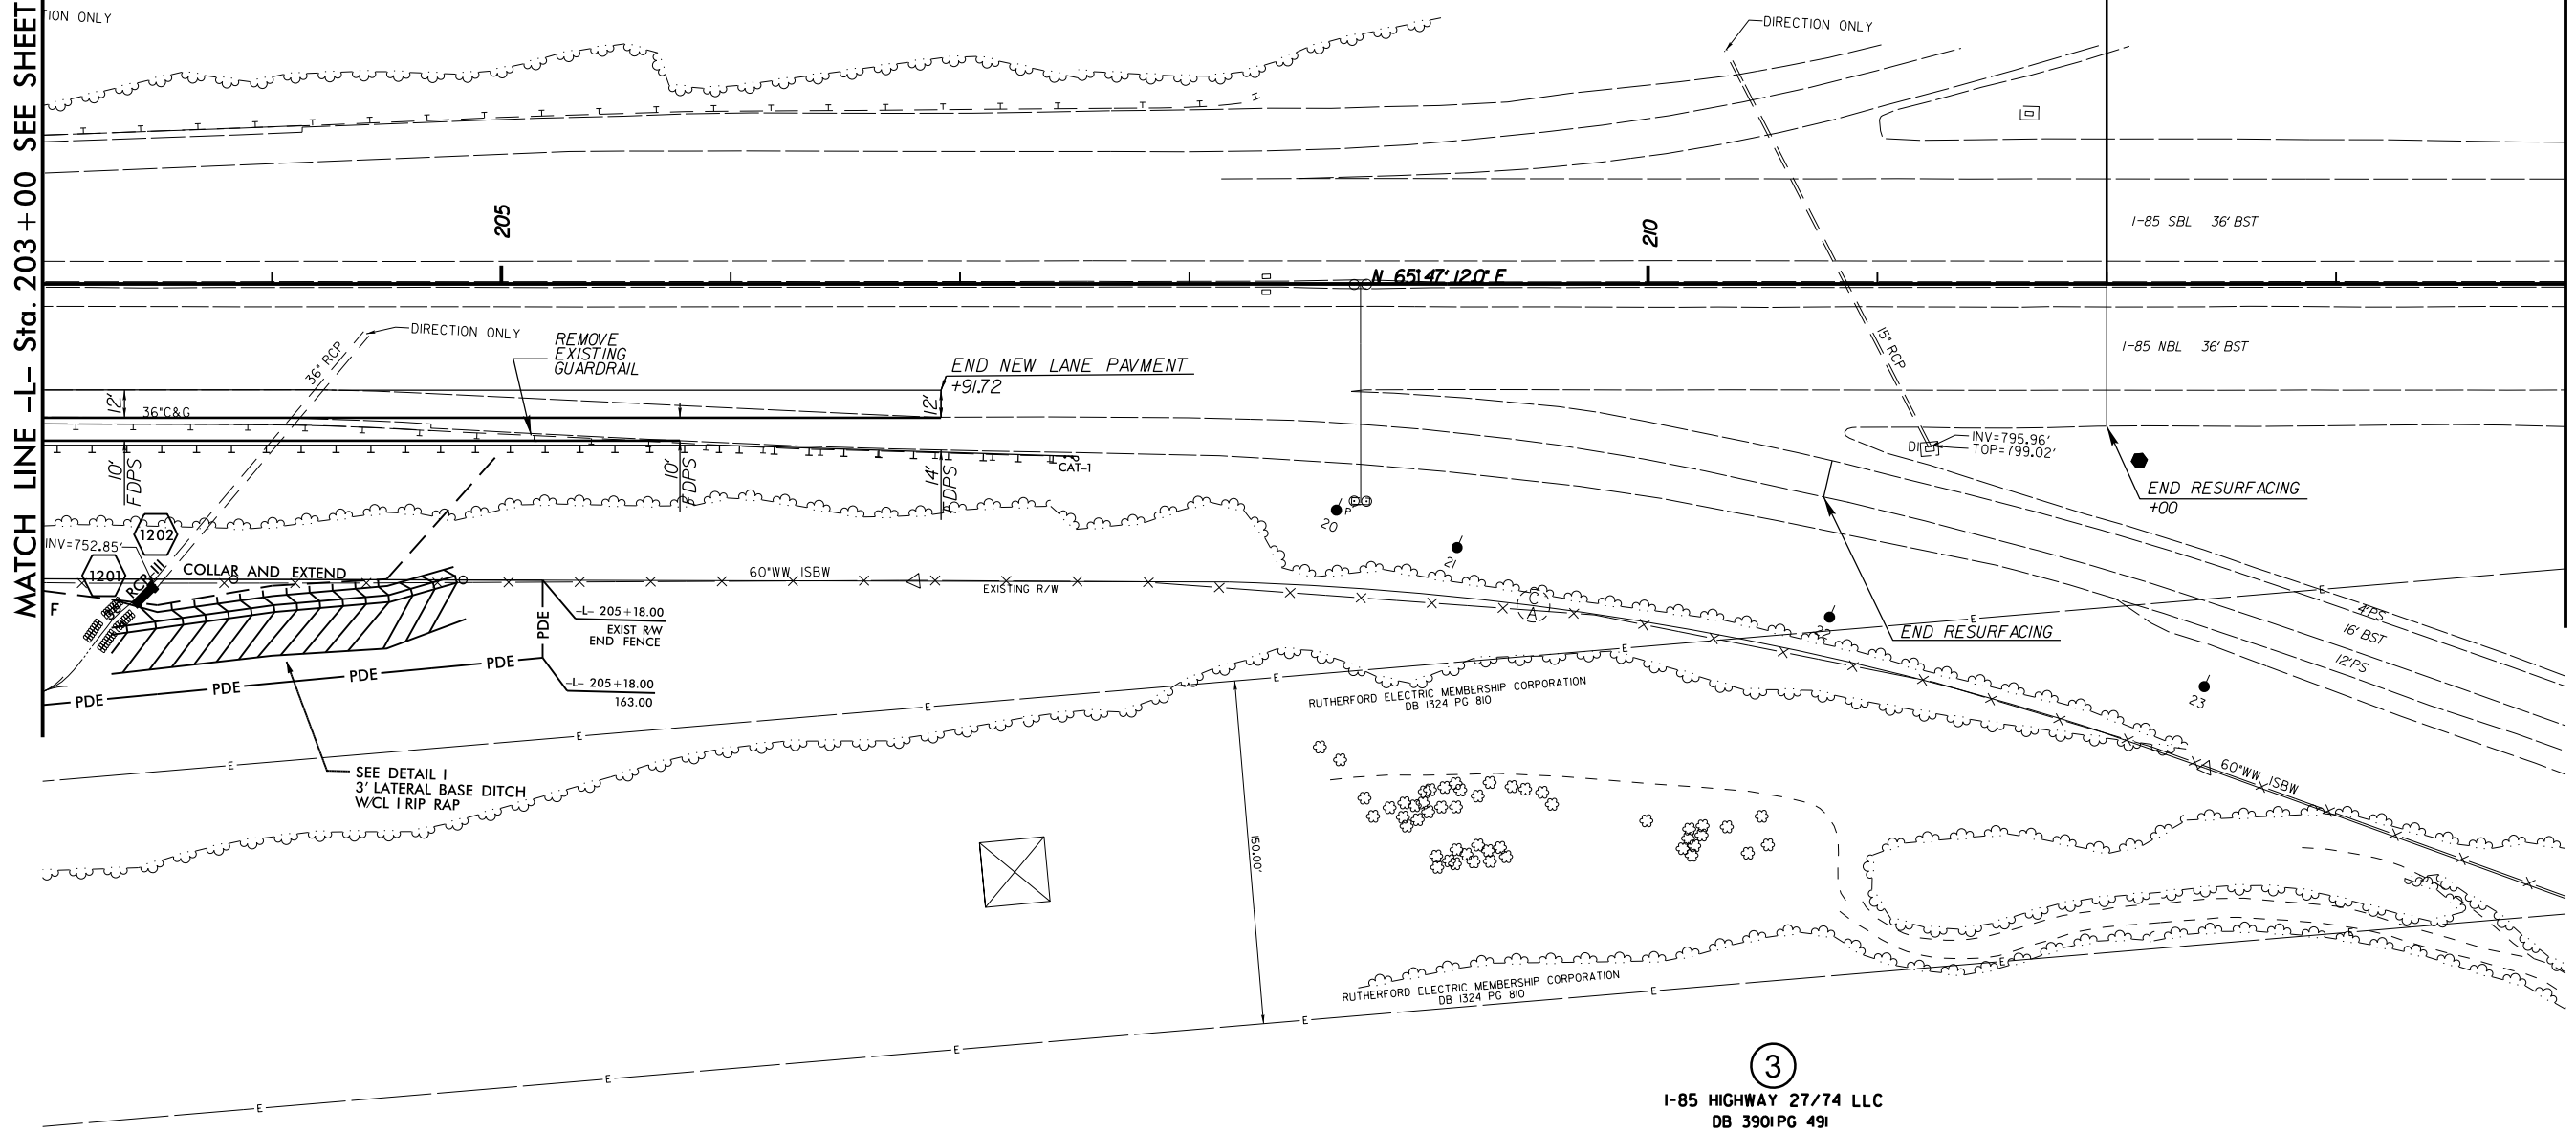 MATCH LINE -L- Sta. 203+00 SEE SHEET
ION ONLY
DIRECTION ONLY
205
210
I-85 SBL 36' BST
N 65°47' 12.0" E
DIRECTION ONLY
36" RCP
REMOVE
EXISTING
GUARDRAIL
END NEW LANE PAVMENT
+91.72
15" RCP
I-85 NBL 36' BST
12'
36"C&G
12'
10'
FDPS
10'
FDPS
14'
FDPS
CAT-1
DI
INV=795.96'
TOP=799.02'
END RESURFACING
+00
20
P
21
22
23
INV=752.85'
1202
1201
RCP-III
COLLAR AND EXTEND
F
60"WW ISBW
EXISTING R/W
C
A
-L- 205+18.00
EXIST R/W
END FENCE
PDE
PDE
PDE
PDE
PDE
-L- 205+18.00
163.00
E
E
E
E
E
E
E
END RESURFACING
4'PS
16' BST
12'PS
RUTHERFORD ELECTRIC MEMBERSHIP CORPORATION
DB 1324 PG 810
SEE DETAIL 1
3' LATERAL BASE DITCH
W/CL I RIP RAP
60"WW ISBW
150.00'
RUTHERFORD ELECTRIC MEMBERSHIP CORPORATION
DB 1324 PG 810
E
E
E
E
E
E
E
3
I-85 HIGHWAY 27/74 LLC
DB 3901 PG 491